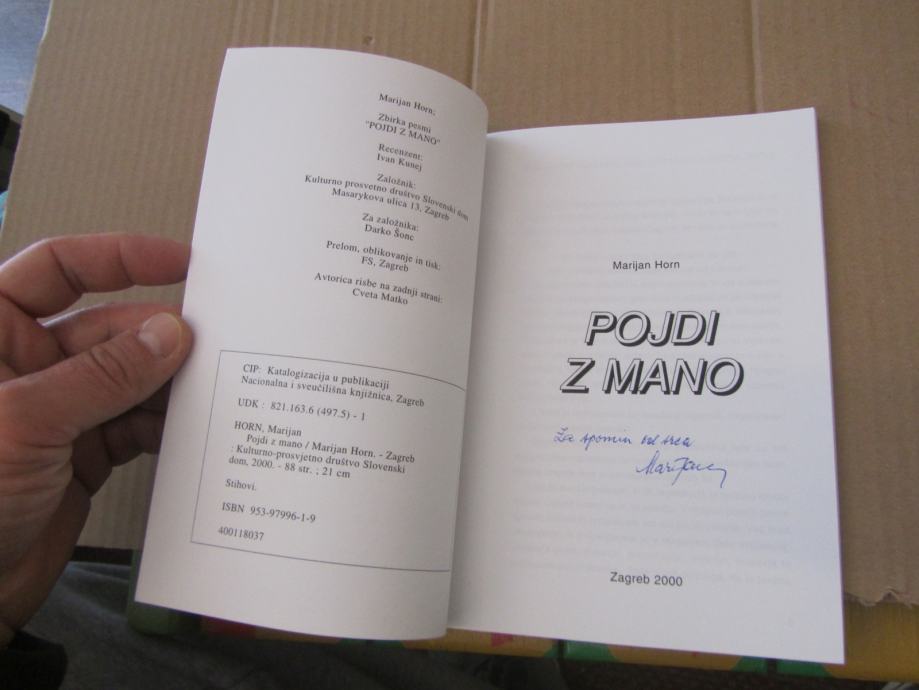 Marijan Horn;
Zbirka pesmi
"POJDI Z MANO"
Recenzent:
Ivan Kunej
Založnik:
Kulturno prosvetno društvo Slovenski dom
Masarykova ulica 13, Zagreb
Za založnika:
Darko Šonc
Prelom, oblikovanje in tisk:
FS, Zagreb
Avtorica risbe na zadnji strani:
Cveta Matko
CIP: Katalogizacija u publikaciji
Nacionalna i sveučilišna knjižnica, Zagreb
UDK : 821.163.6 (497.5) - 1
HORN, Marijan
Pojdi z mano / Marijan Horn. - Zagreb
: Kulturno-prosvjetno društvo Slovenski
dom, 2000. - 88 str. ; 21 cm
Stihovi.
ISBN 953-97996-1-9
400118037
Marijan Horn
POJDI
Z MANO
Za spomin od srca
Zagreb 2000